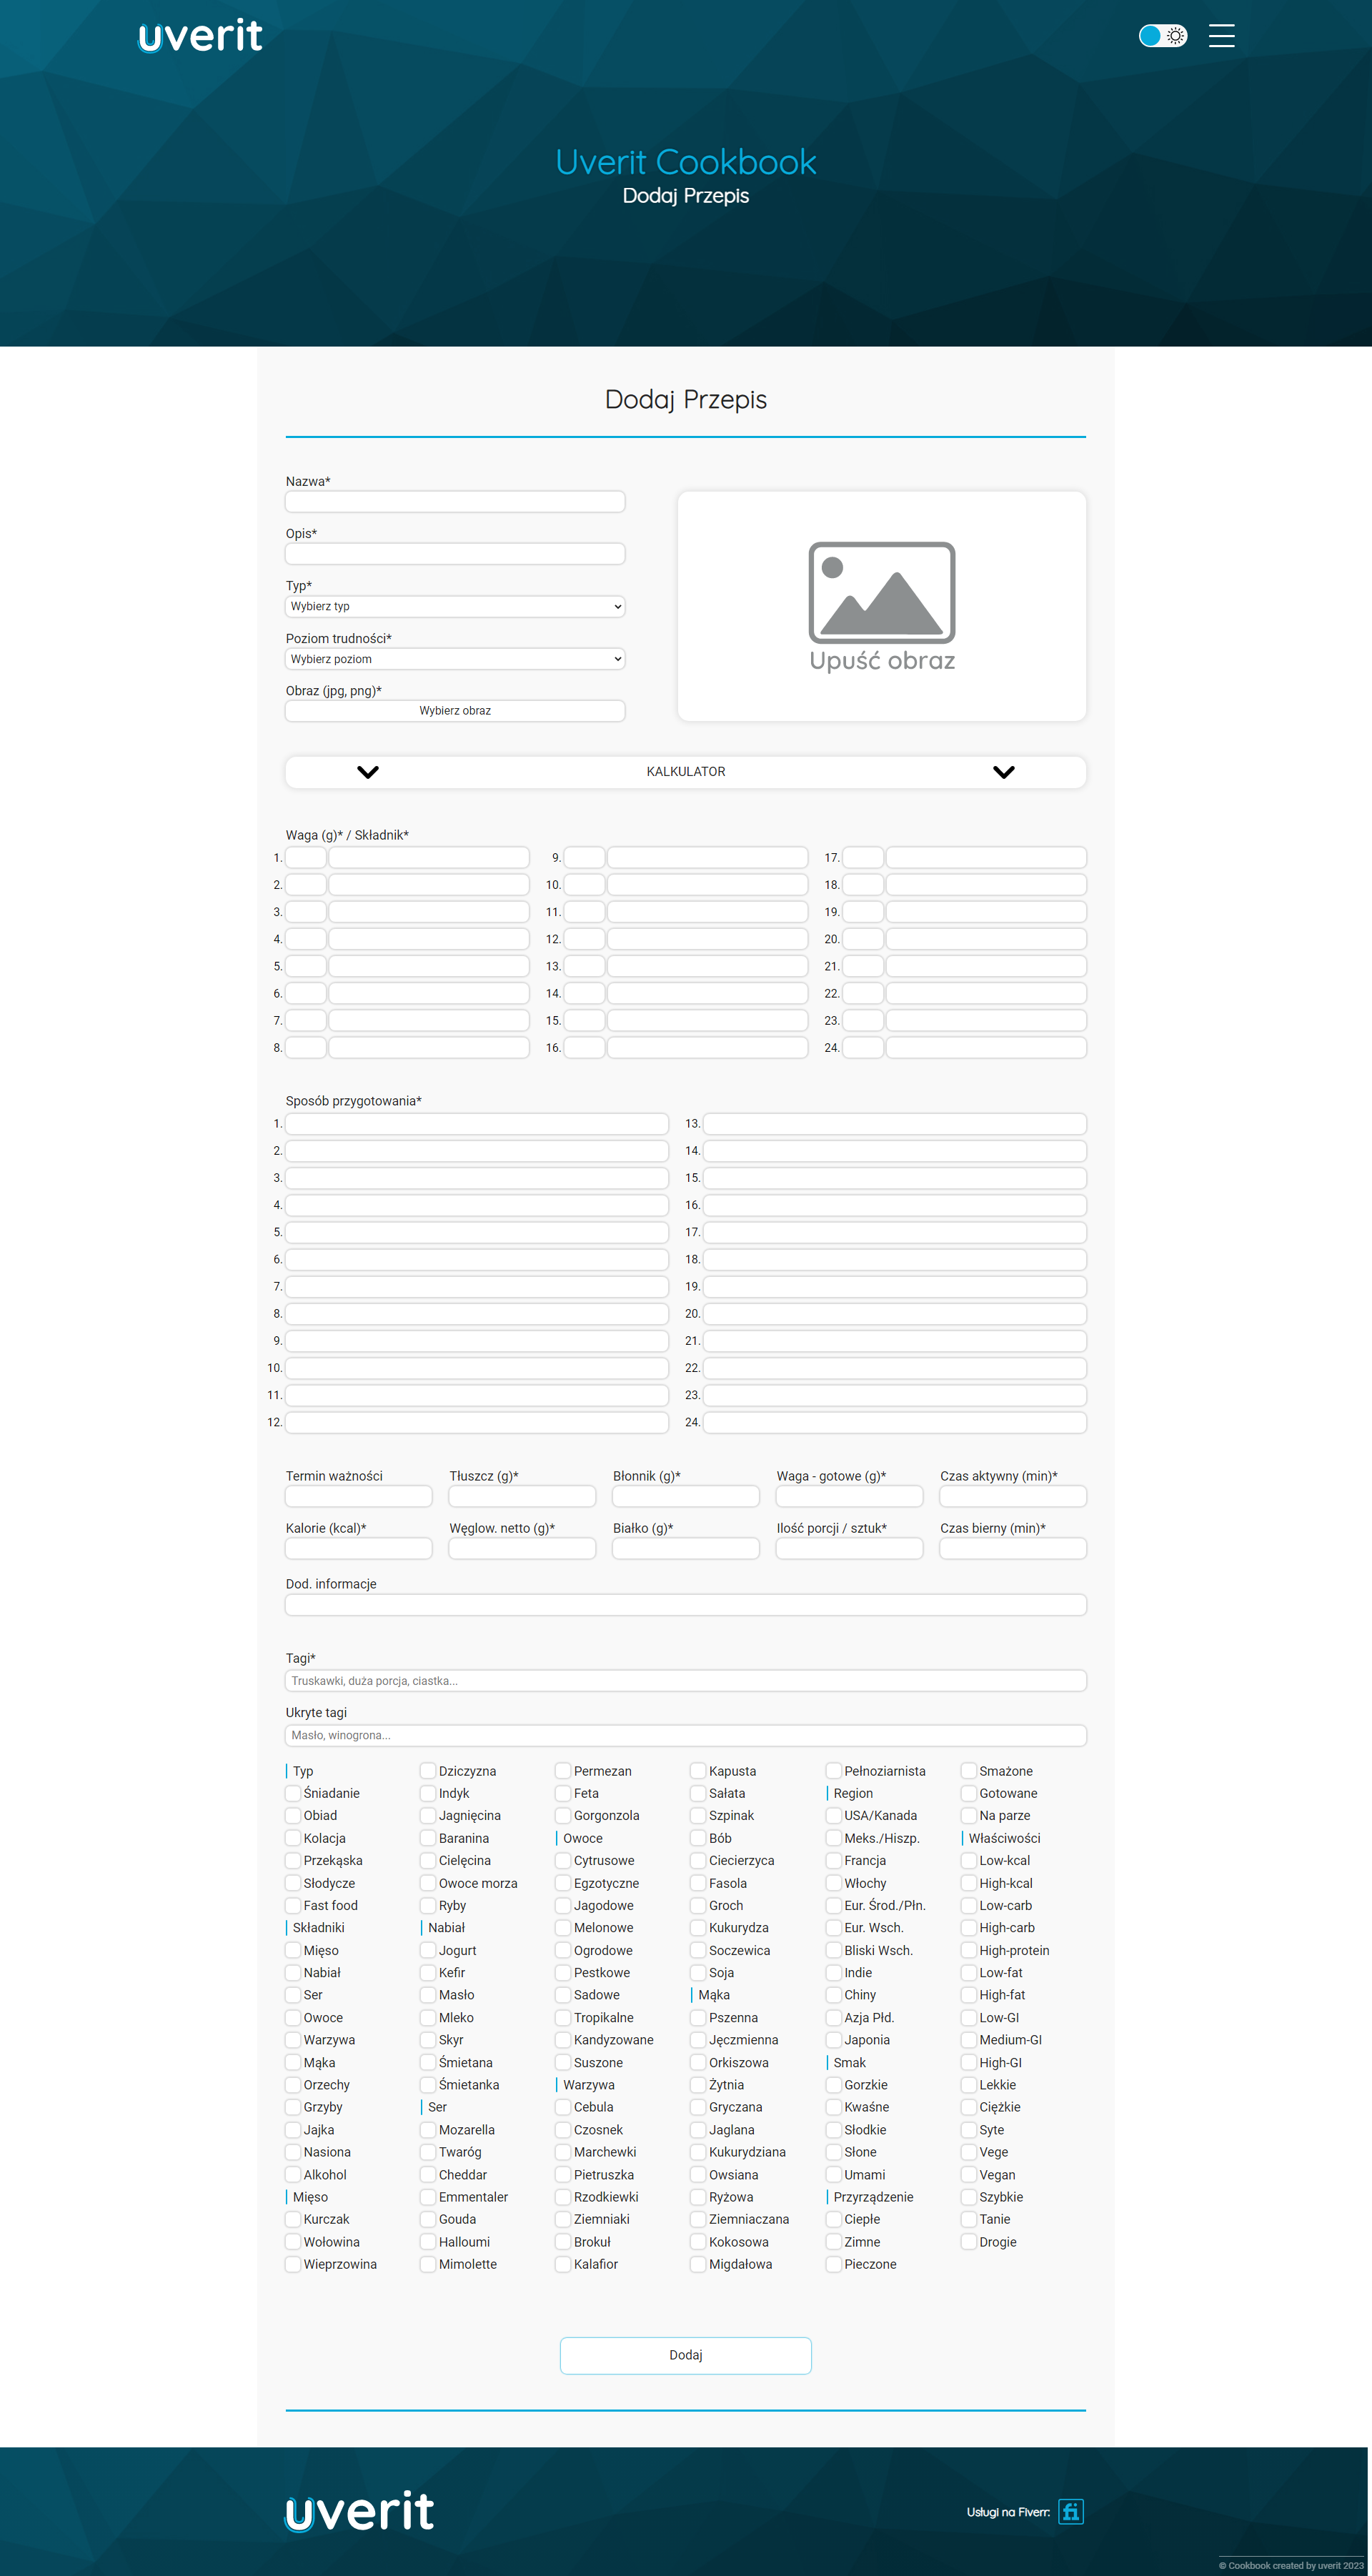 uverit
Uverit Cookbook
Dodaj Przepis
Dodaj Przepis
Nazwa*
Opis*
Typ*
Wybierz typ
Poziom trudności*
Wybierz poziom
Obraz (jpg, png)*
Wybierz obraz
Upuść obraz
KALKULATOR
Waga (g)* / Składnik*
1.
2.
3.
4.
5.
6.
7.
8.
9.
10.
11.
12.
13.
14.
15.
16.
17.
18.
19.
20.
21.
22.
23.
24.
Sposób przygotowania*
1.
2.
3.
4.
5.
6.
7.
8.
9.
10.
11.
12.
13.
14.
15.
16.
17.
18.
19.
20.
21.
22.
23.
24.
Termin ważności
Tłuszcz (g)*
Błonnik (g)*
Waga - gotowe (g)*
Czas aktywny (min)*
Kalorie (kcal)*
Węglow. netto (g)*
Białko (g)*
Ilość porcji / sztuk*
Czas bierny (min)*
Dod. informacje
Tagi*
Truskawki, duża porcja, ciastka...
Ukryte tagi
Masło, winogrona...
Typ
Śniadanie
Obiad
Kolacja
Przekąska
Słodycze
Fast food
Składniki
Mięso
Nabiał
Ser
Owoce
Warzywa
Mąka
Orzechy
Grzyby
Jajka
Nasiona
Alkohol
Mięso
Kurczak
Wołowina
Wieprzowina
Dziczyzna
Indyk
Jagnięcina
Baranina
Cielęcina
Owoce morza
Ryby
Nabiał
Jogurt
Kefir
Masło
Mleko
Skyr
Śmietana
Śmietanka
Ser
Mozarella
Twaróg
Cheddar
Emmentaler
Gouda
Halloumi
Mimolette
Permezan
Feta
Gorgonzola
Owoce
Cytrusowe
Egzotyczne
Jagodowe
Melonowe
Ogrodowe
Pestkowe
Sadowe
Tropikalne
Kandyzowane
Suszone
Warzywa
Cebula
Czosnek
Marchewki
Pietruszka
Rzodkiewki
Ziemniaki
Brokuł
Kalafior
Kapusta
Sałata
Szpinak
Bób
Ciecierzyca
Fasola
Groch
Kukurydza
Soczewica
Soja
Mąka
Pszenna
Jęczmienna
Orkiszowa
Żytnia
Gryczana
Jaglana
Kukurydziana
Owsiana
Ryżowa
Ziemniaczana
Kokosowa
Migdałowa
Pełnoziarnista
Region
USA/Kanada
Meks./Hiszp.
Francja
Włochy
Eur. Środ./Płn.
Eur. Wsch.
Bliski Wsch.
Indie
Chiny
Azja Płd.
Japonia
Smak
Gorzkie
Kwaśne
Słodkie
Słone
Umami
Przyrządzenie
Ciepłe
Zimne
Pieczone
Smażone
Gotowane
Na parze
Właściwości
Low-kcal
High-kcal
Low-carb
High-carb
High-protein
Low-fat
High-fat
Low-GI
Medium-GI
High-GI
Lekkie
Ciężkie
Syte
Vege
Vegan
Szybkie
Tanie
Drogie
Dodaj
uverit
Usługi na Fiverr:
fi
© Cookbook created by uverit 2023